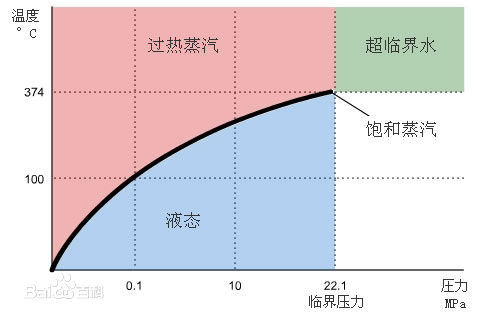 温度
°C
过热蒸汽
超临界水
374
饱和蒸汽
100
液态
0.1
10
22.1
压力
临界压力
MPa
Bai百科